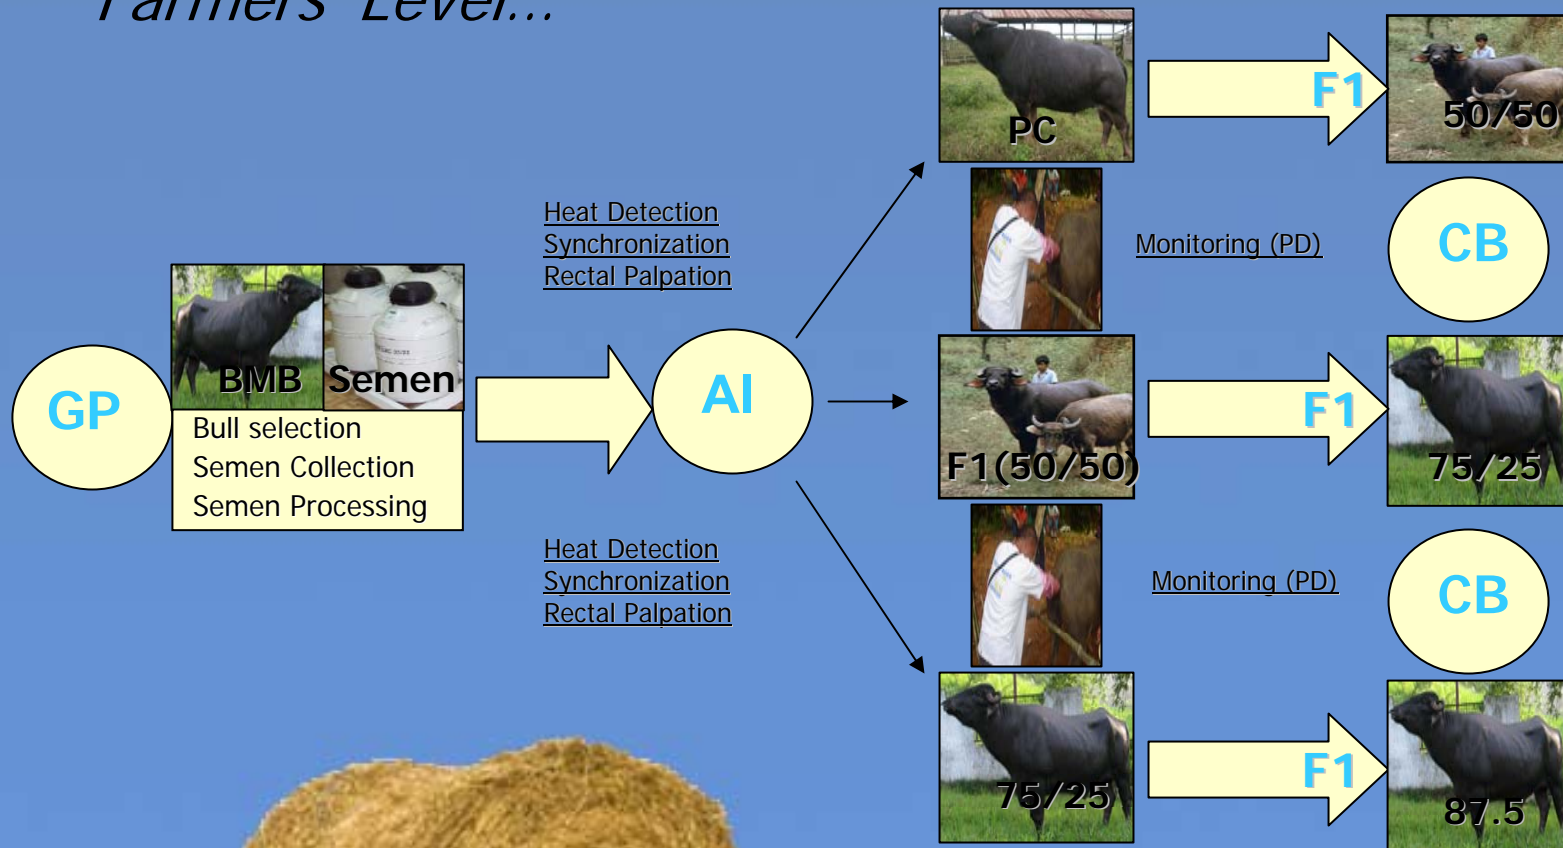 Farmers' Level...
PC
F1
50/50
Heat Detection
Synchronization
Rectal Palpation
Monitoring (PD)
CB
GP
BMB
Semen
Bull selection
Semen Collection
Semen Processing
AI
F1(50/50)
F1
75/25
Heat Detection
Synchronization
Rectal Palpation
Monitoring (PD)
CB
75/25
F1
87.5